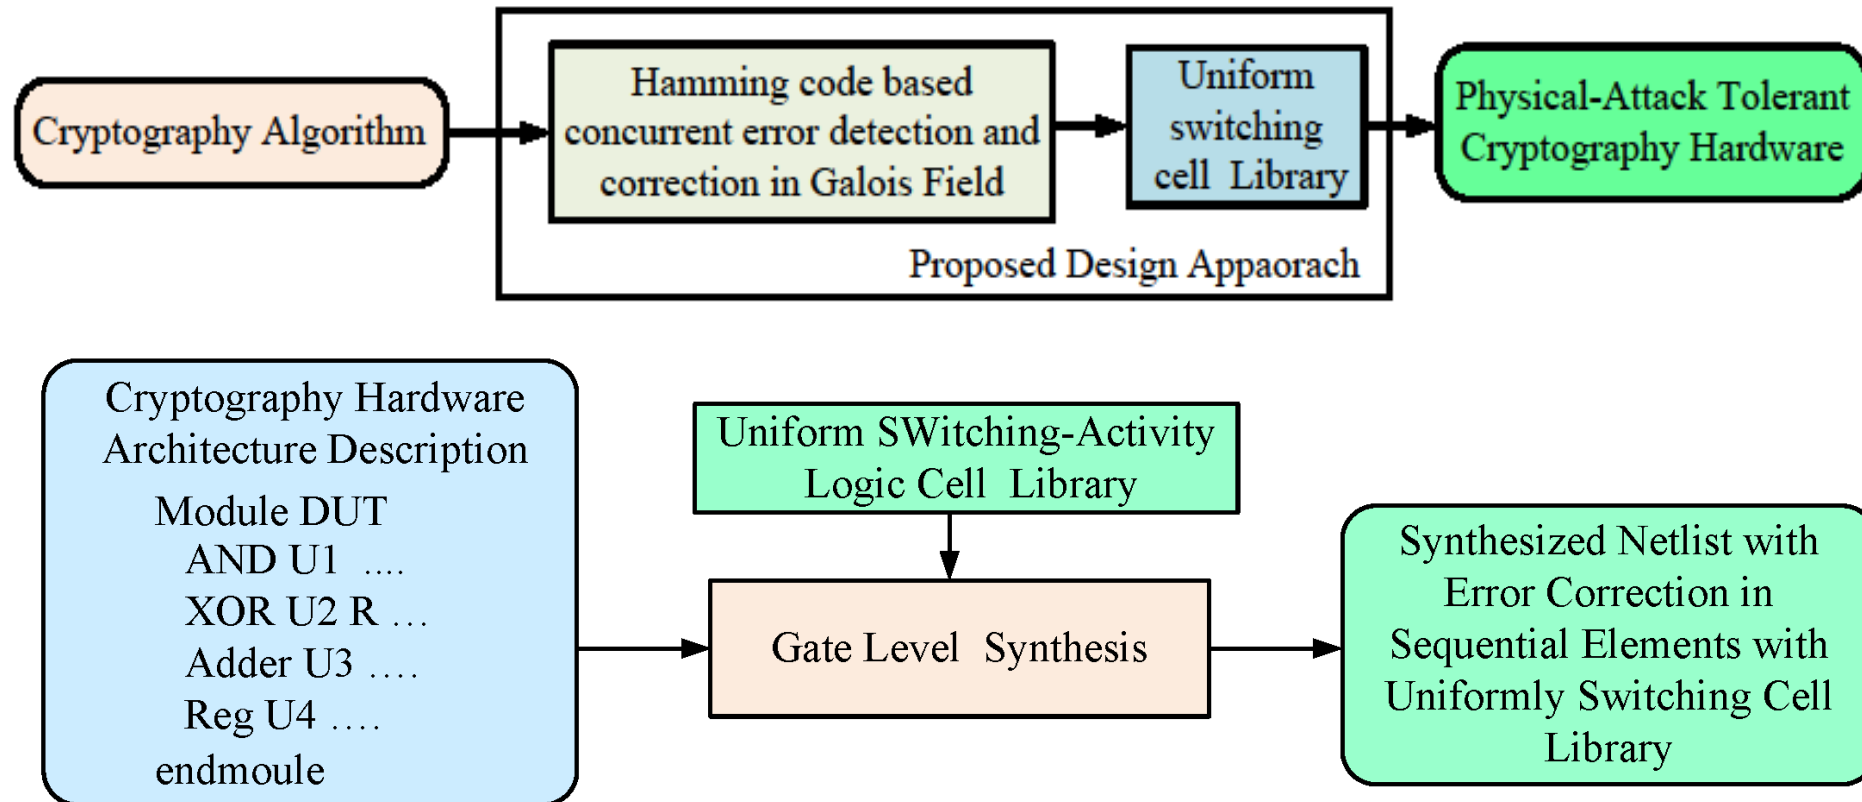 Cryptography Algorithm
Hamming code based
concurrent error detection and
correction in Galois Field
Uniform
switching
cell Library
Physical-Attack Tolerant
Cryptography Hardware
Proposed Design Appaorach
Cryptography Hardware
Architecture Description
Module DUT
AND U1 ....
XOR U2 R ...
Adder U3 ....
Reg U4 ....
endmoule
Uniform SWitching-Activity
Logic Cell Library
Gate Level Synthesis
Synthesized Netlist with
Error Correction in
Sequential Elements with
Uniformly Switching Cell
Library